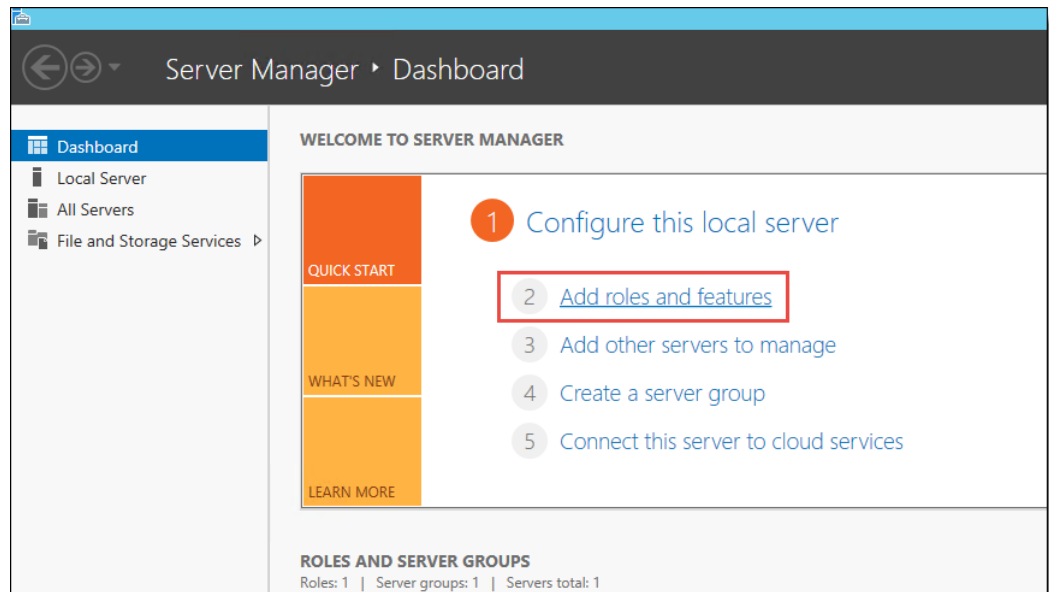 Server Manager ‣ Dashboard
Dashboard
Local Server
All Servers
File and Storage Services
WELCOME TO SERVER MANAGER
QUICK START
WHAT'S NEW
LEARN MORE
1 Configure this local server
2 Add roles and features
3 Add other servers to manage
4 Create a server group
5 Connect this server to cloud services
ROLES AND SERVER GROUPS
Roles: 1 | Server groups: 1 | Servers total: 1